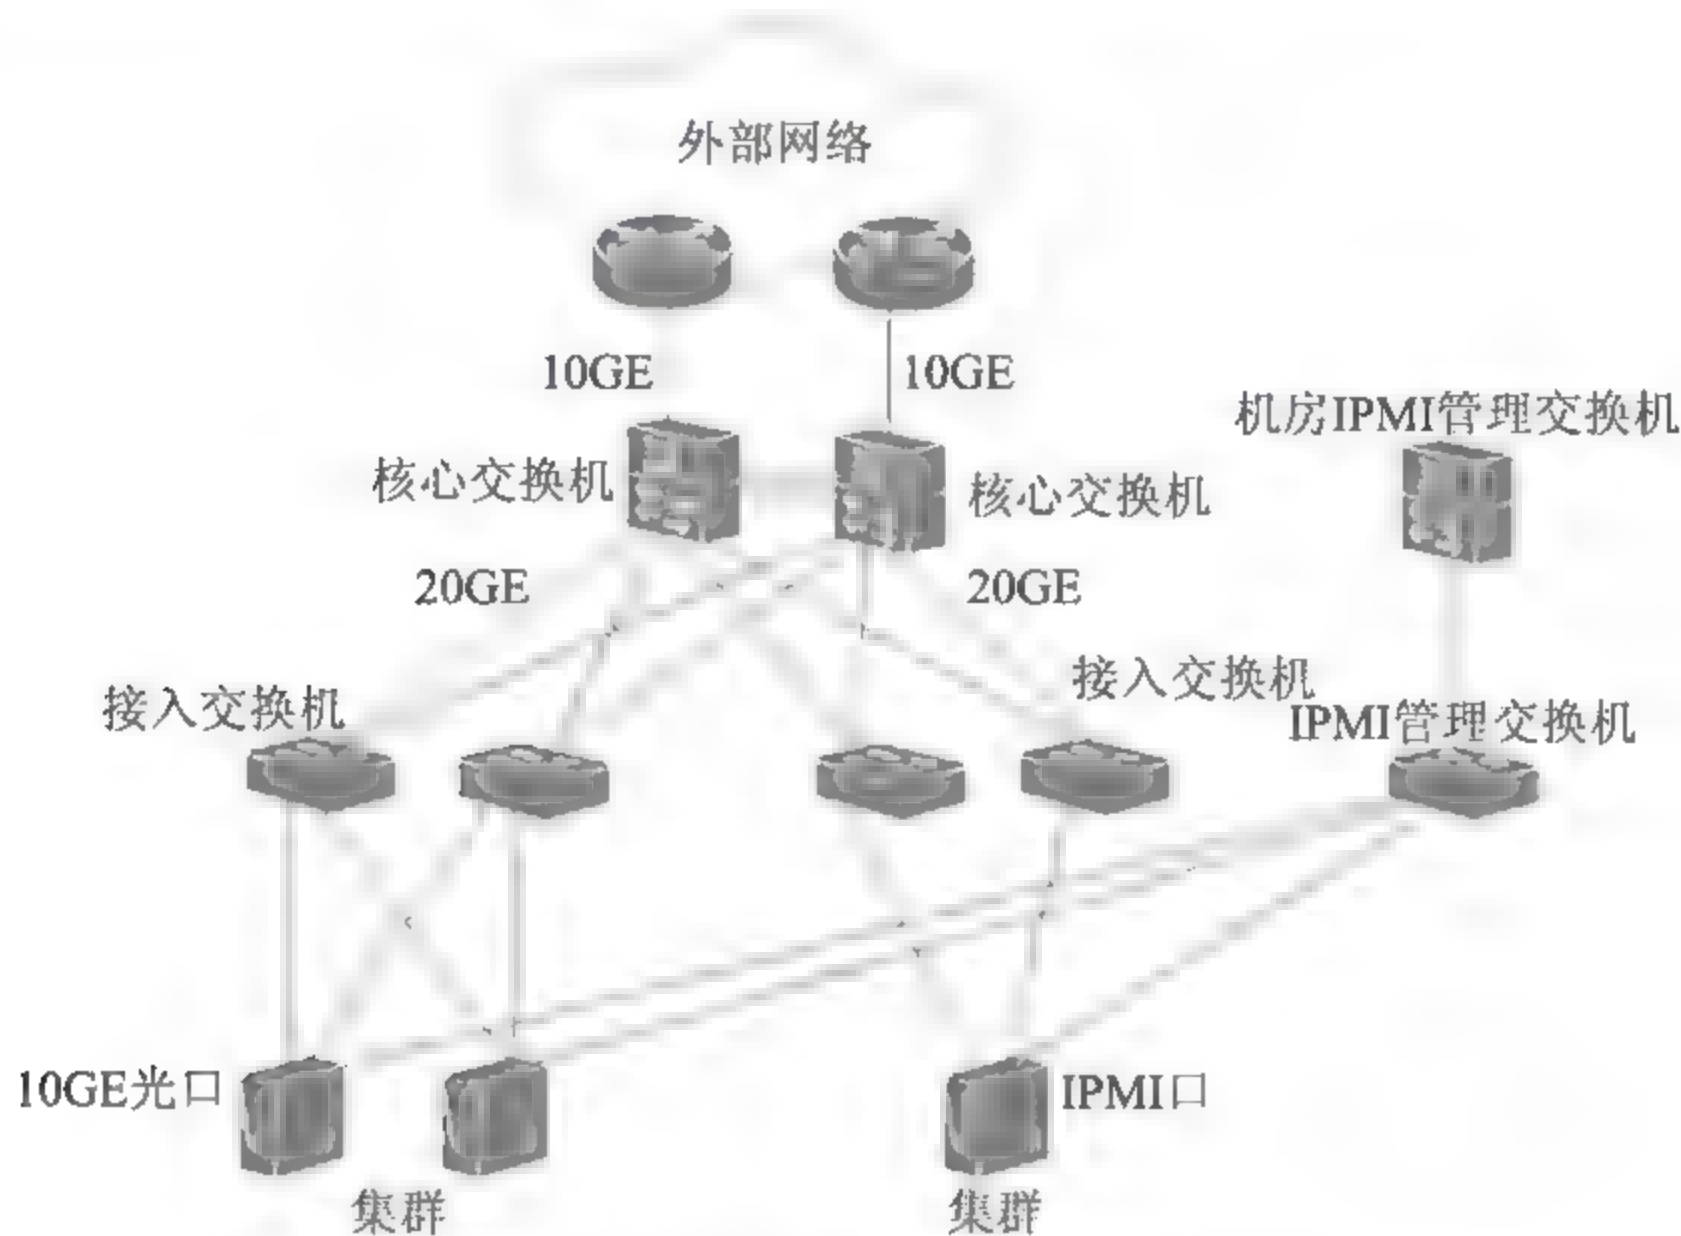 外部网络
10GE
10GE
机房IPMI管理交换机
核心交换机
核心交换机
20GE
20GE
接入交换机
接入交换机
IPMI管理交换机
10GE光口
IPMI口
集群
集群